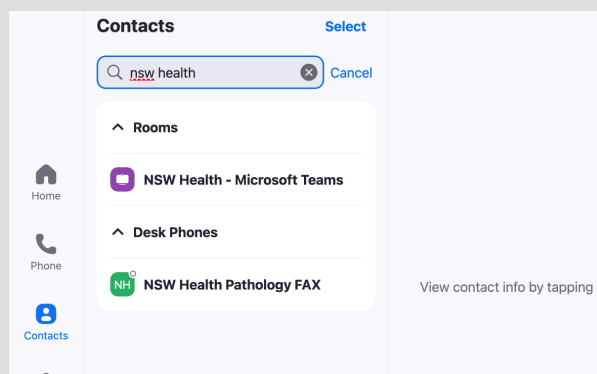 Contacts
Select
nsw health
Cancel
Rooms
NSW Health - Microsoft Teams
Desk Phones
NH
NSW Health Pathology FAX
Home
Phone
Contacts
View contact info by tapping